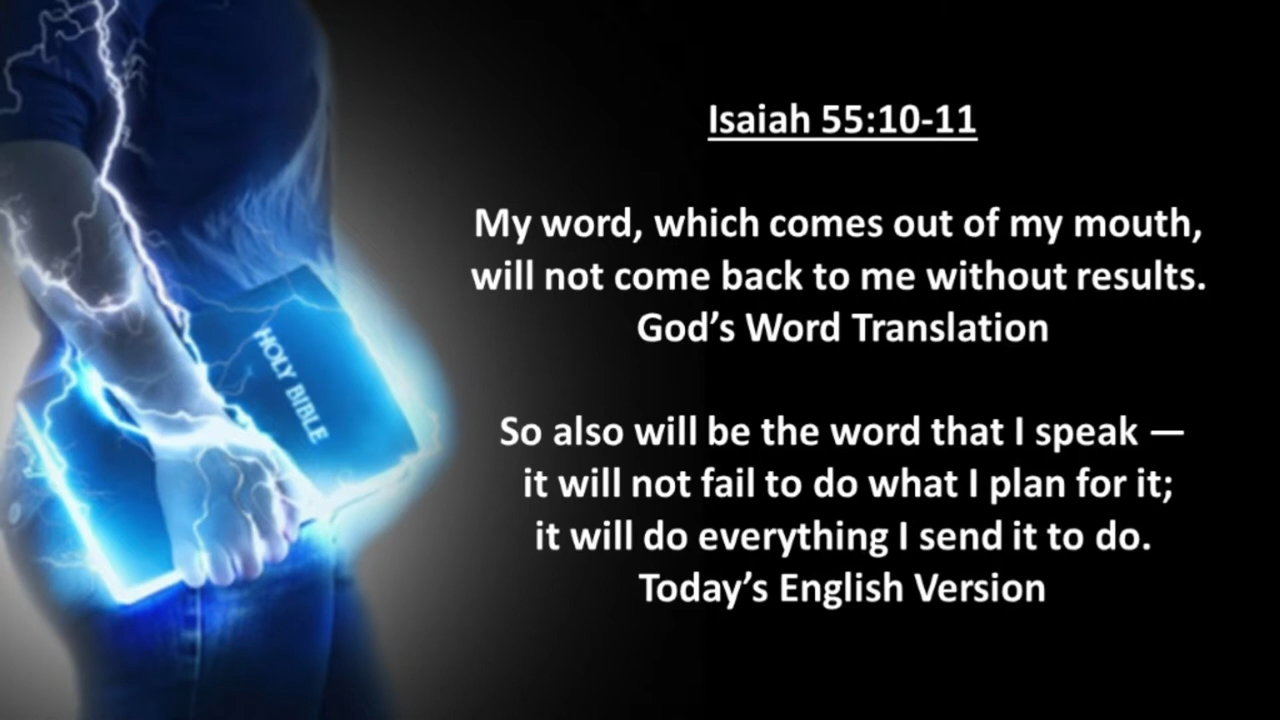 Isaiah 55:10-11
My word, which comes out of my mouth,
will not come back to me without results.
God’s Word Translation
So also will be the word that I speak —
it will not fail to do what I plan for it;
it will do everything I send it to do.
Today’s English Version
HOLY BIBLE